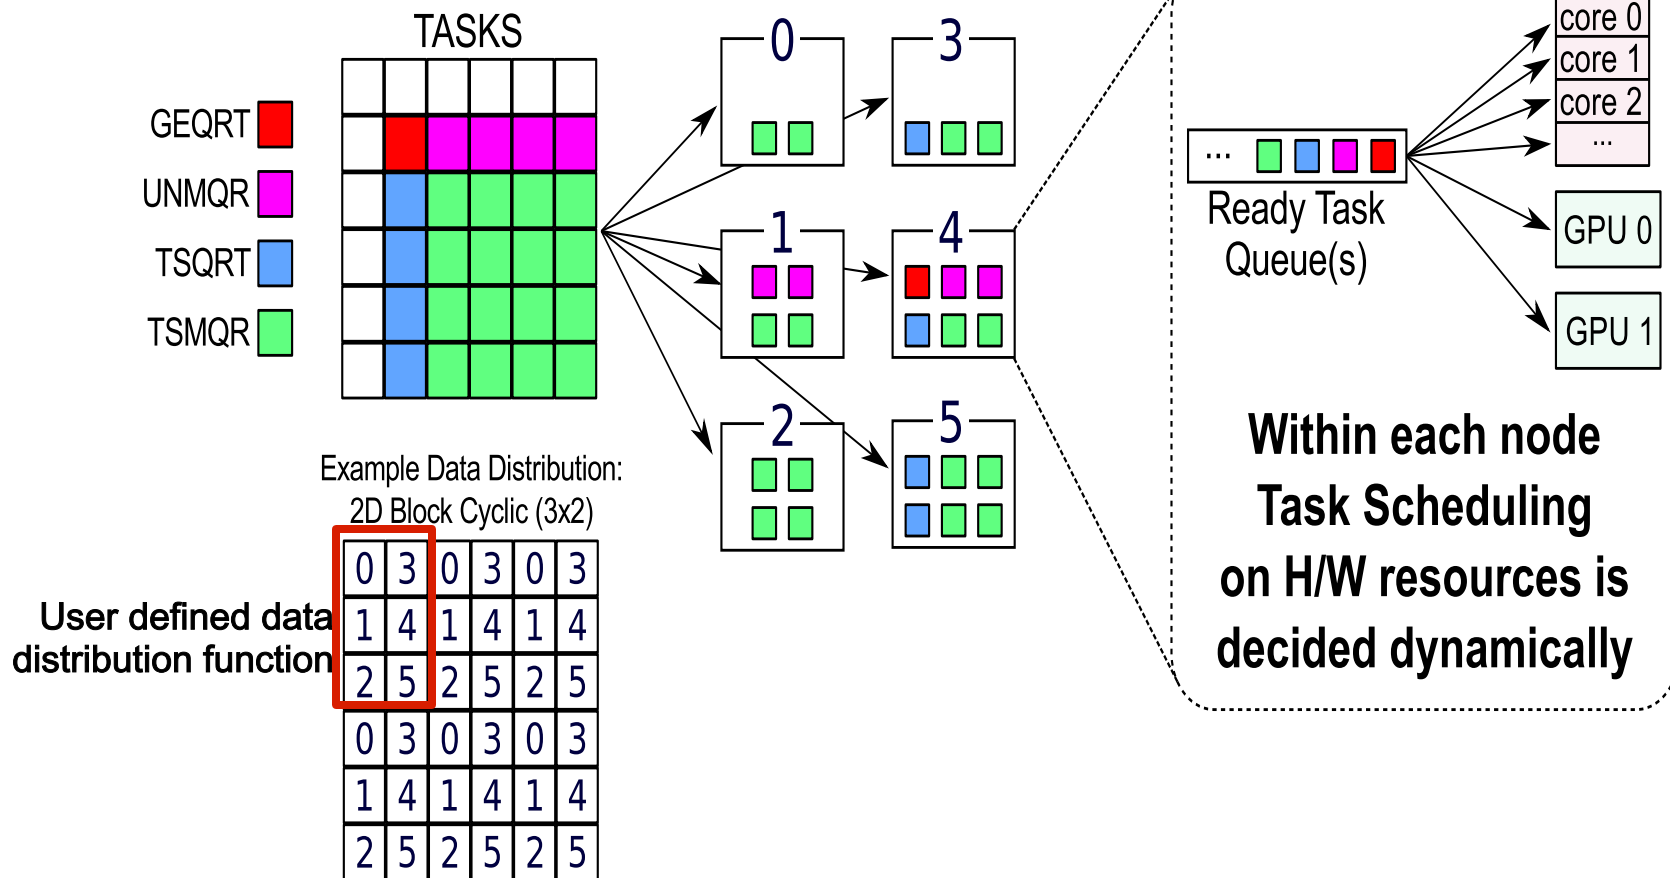 TASKS
GEQRT
UNMQR
TSQRT
TSMQR
0
3
1
4
2
5
Example Data Distribution:
2D Block Cyclic (3x2)
User defined data
distribution function
0 3 0 3 0 3
1 4 1 4 1 4
2 5 2 5 2 5
0 3 0 3 0 3
1 4 1 4 1 4
2 5 2 5 2 5
...
Ready Task
Queue(s)
core 0
core 1
core 2
...
GPU 0
GPU 1
Within each node
Task Scheduling
on H/W resources is
decided dynamically